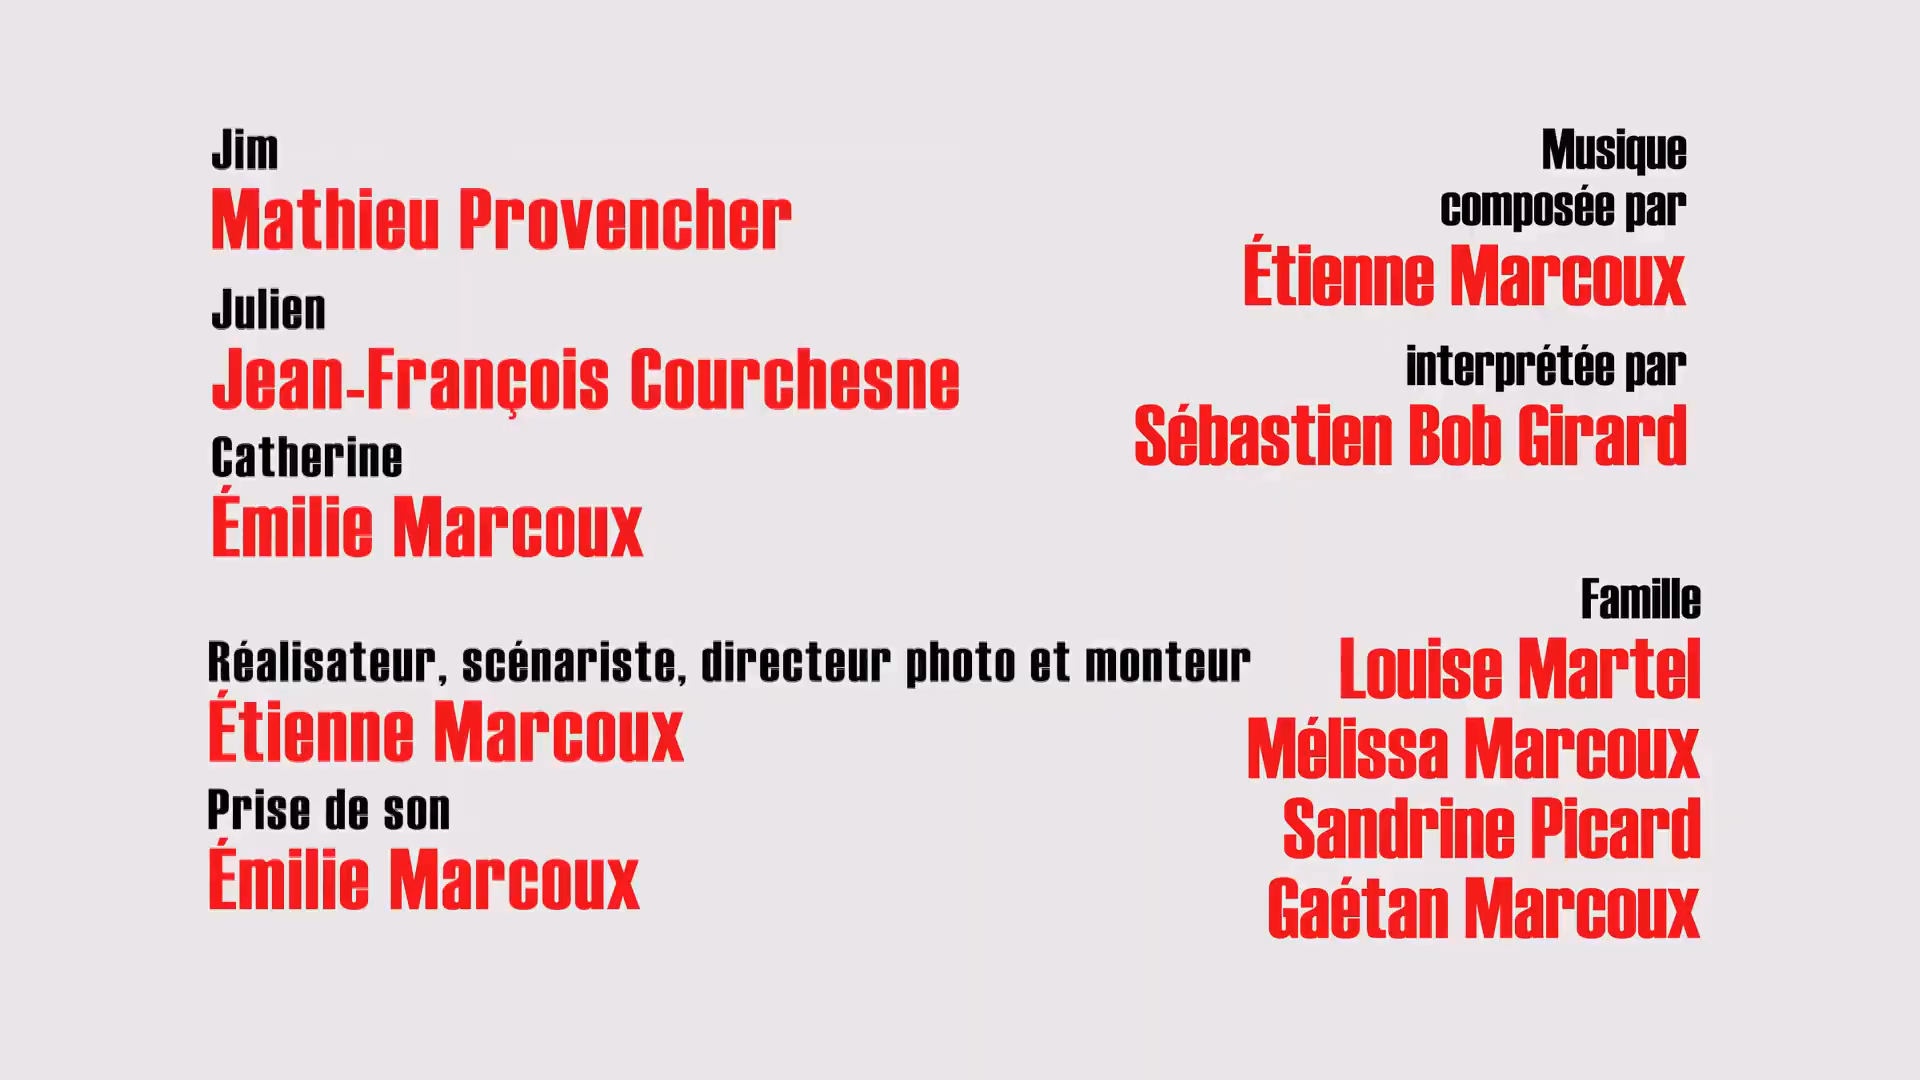 Jim
Mathieu Provencher
Julien
Jean-François Courchesne
Catherine
Émilie Marcoux
Réalisateur, scénariste, directeur photo et monteur
Étienne Marcoux
Prise de son
Émilie Marcoux
Musique
composée par
Étienne Marcoux
interprétée par
Sébastien Bob Girard
Famille
Louise Martel
Mélissa Marcoux
Sandrine Picard
Gaétan Marcoux